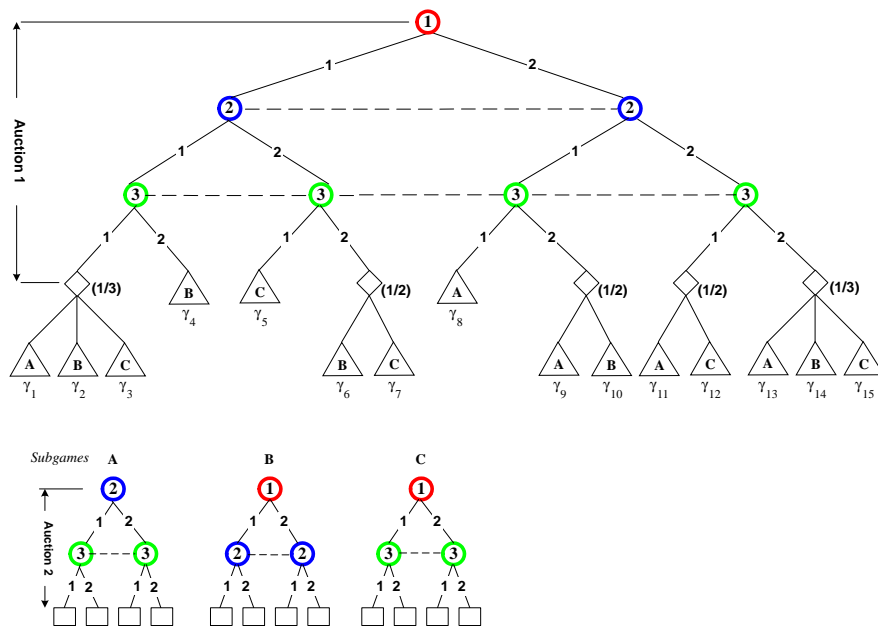 1
1 2
2 2
Auction 1
1 2 1 2
3 3 3 3
1 2 1 2 1 2 1 2
(1/3) B C (1/2) A (1/2) (1/2) (1/3)
γ4 γ5 γ8
A B C B C A B A C A B C
γ1 γ2 γ3 γ6 γ7 γ9 γ10 γ11 γ12 γ13 γ14 γ15
Subgames A B C
2 1 1
Auction 2
1 2 1 2 1 2
3 3 2 2 3 3
1 2 1 2 1 2 1 2 1 2 1 2